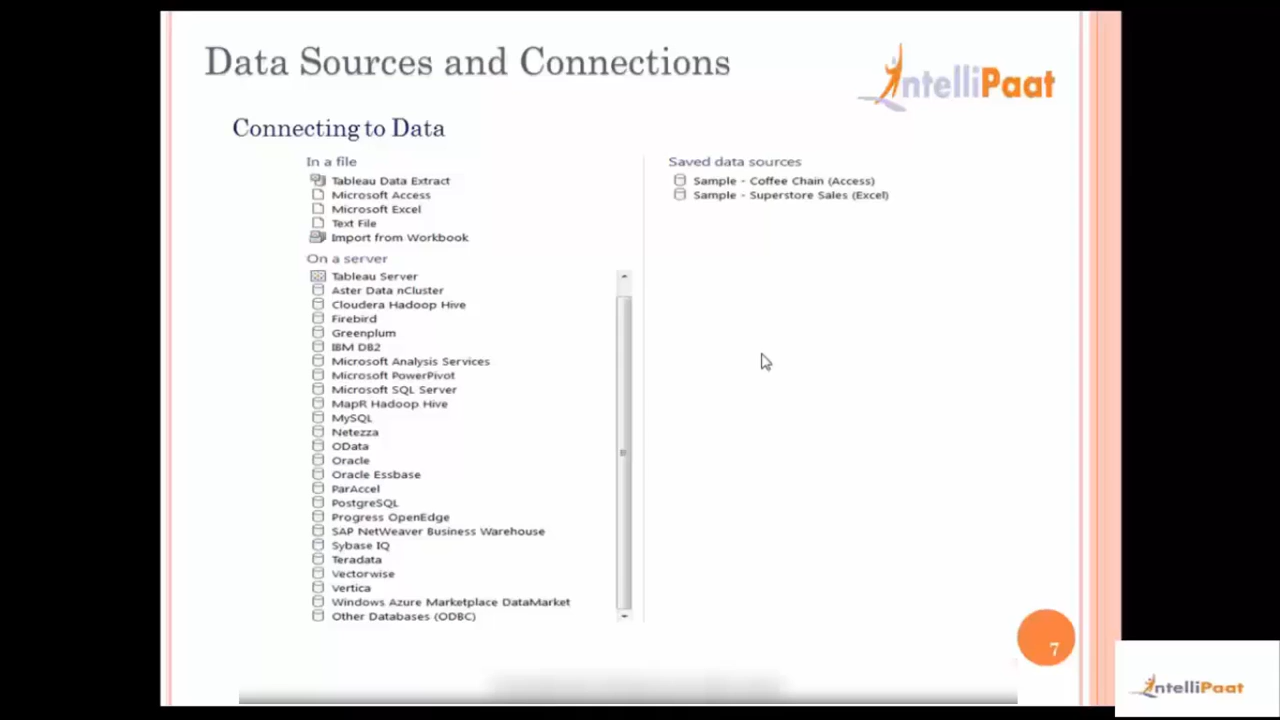 Data Sources and Connections
IntelliPaat
Connecting to Data
In a file
Tableau Data Extract
Microsoft Access
Microsoft Excel
Text File
Import from Workbook
On a server
Tableau Server
Aster Data nCluster
Cloudera Hadoop Hive
Firebird
Greenplum
IBM DB2
Microsoft Analysis Services
Microsoft PowerPivot
Microsoft SQL Server
MapR Hadoop Hive
MySQL
Netezza
OData
Oracle
Oracle Essbase
ParAccel
PostgreSQL
Progress OpenEdge
SAP NetWeaver Business Warehouse
Sybase IQ
Teradata
Vectorwise
Vertica
Windows Azure Marketplace DataMarket
Other Databases (ODBC)
Saved data sources
Sample - Coffee Chain (Access)
Sample - Superstore Sales (Excel)
7
IntelliPaat